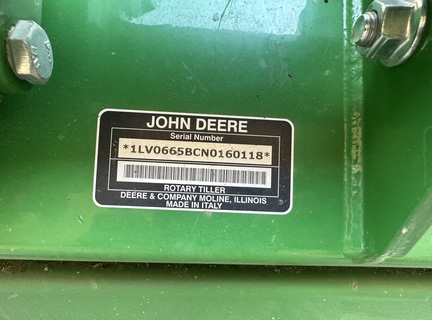 JOHN DEERE
Serial Number
*1LV0665BCN0160118*
ROTARY TILLER
DEERE & COMPANY MOLINE, ILLINOIS
MADE IN ITALY